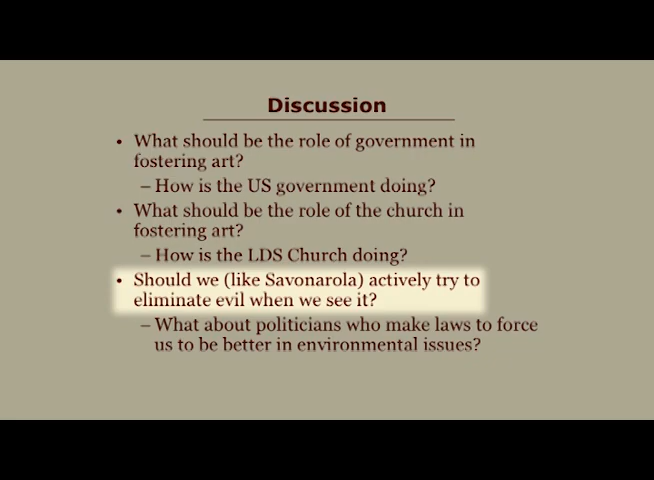 Discussion
• What should be the role of government in
fostering art?
– How is the US government doing?
• What should be the role of the church in
fostering art?
– How is the LDS Church doing?
• Should we (like Savonarola) actively try to
eliminate evil when we see it?
– What about politicians who make laws to force
us to be better in environmental issues?